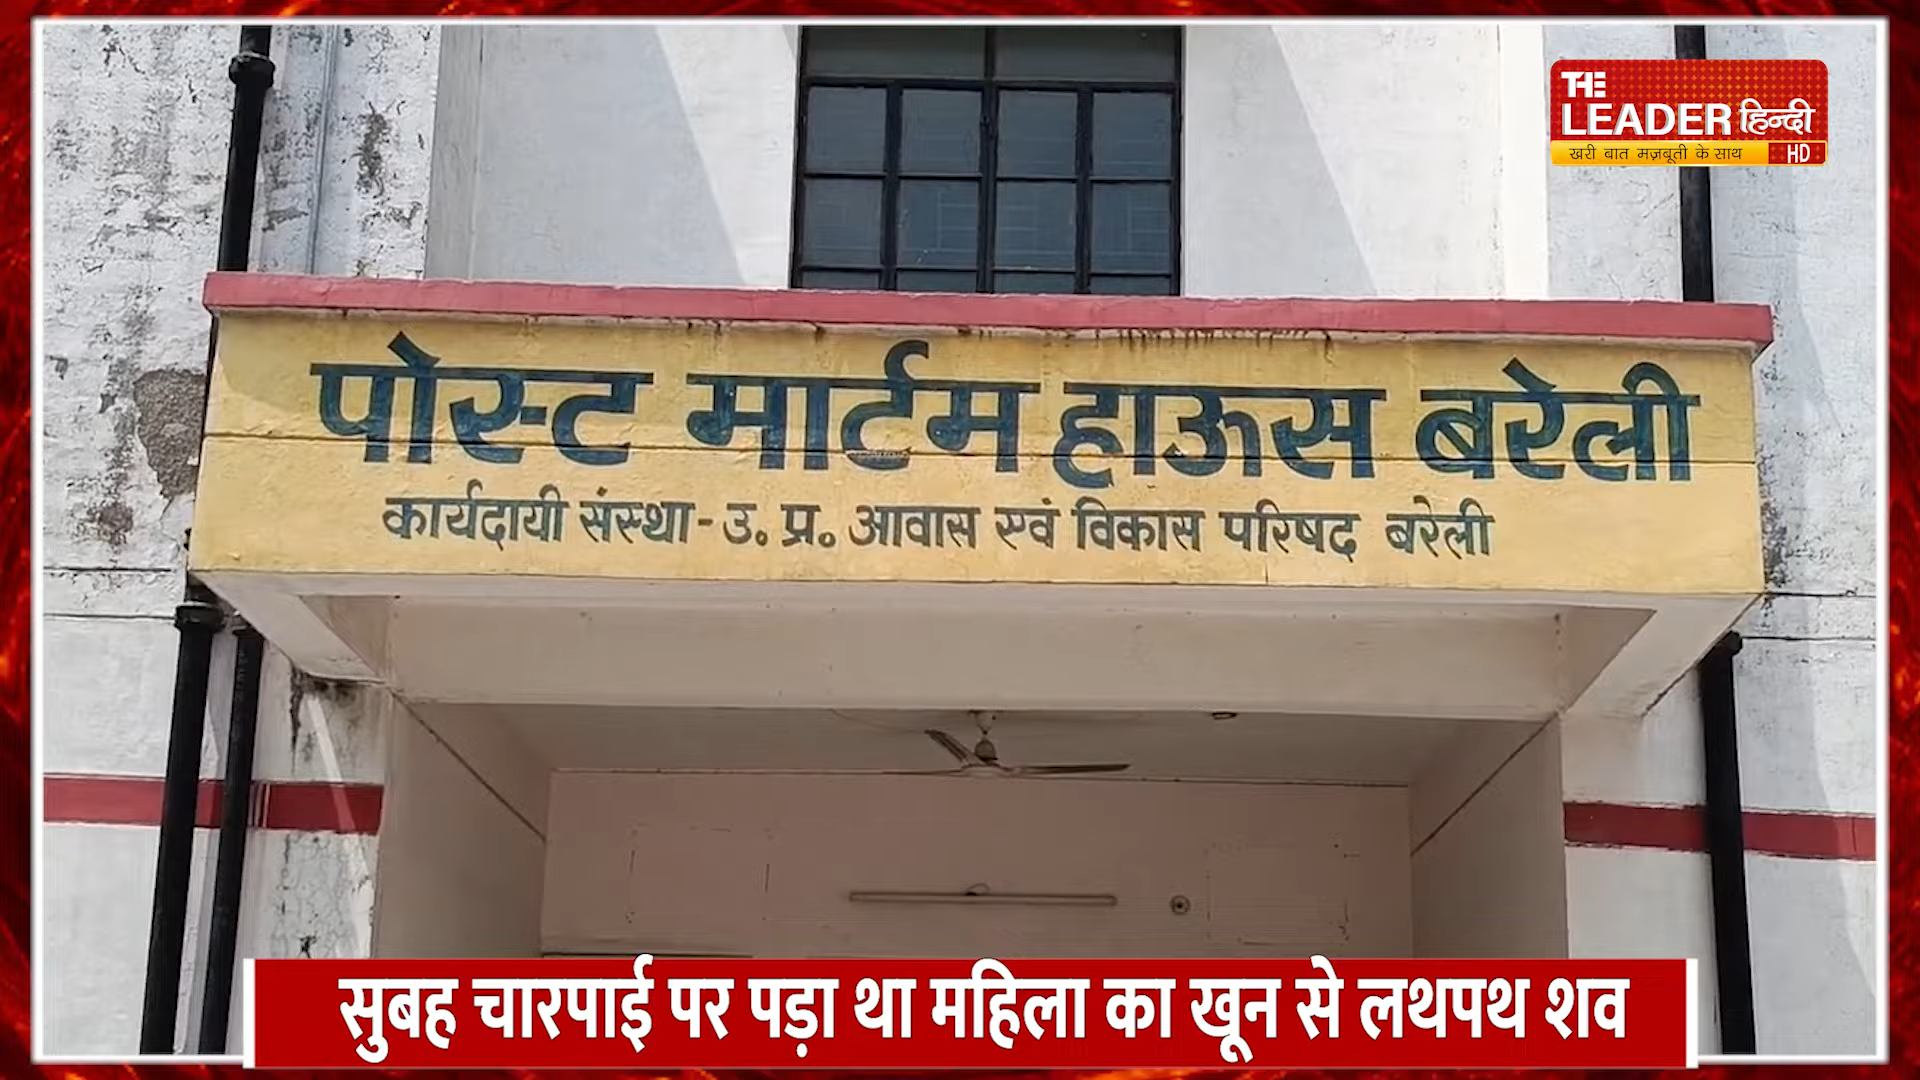 THE
LEADER हिन्दी
खरी बात मज़बूती के साथ HD
पोस्ट मार्टम हाऊस बरेली
कार्यदायी संस्था - उ. प्र. आवास एवं विकास परिषद बरेली
सुबह चारपाई पर पड़ा था महिला का खून से लथपथ शव